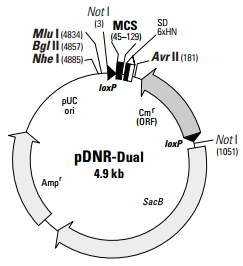 Not I
(3)
MCS
(45–129)
SD
6xHN
Mlu I (4834)
Bgl II (4857)
Nhe I (4885)
Avr II (181)
loxP
pUC
ori
Cmr
(ORF)
loxP
Not I
(1051)
pDNR-Dual
4.9 kb
Ampr
SacB